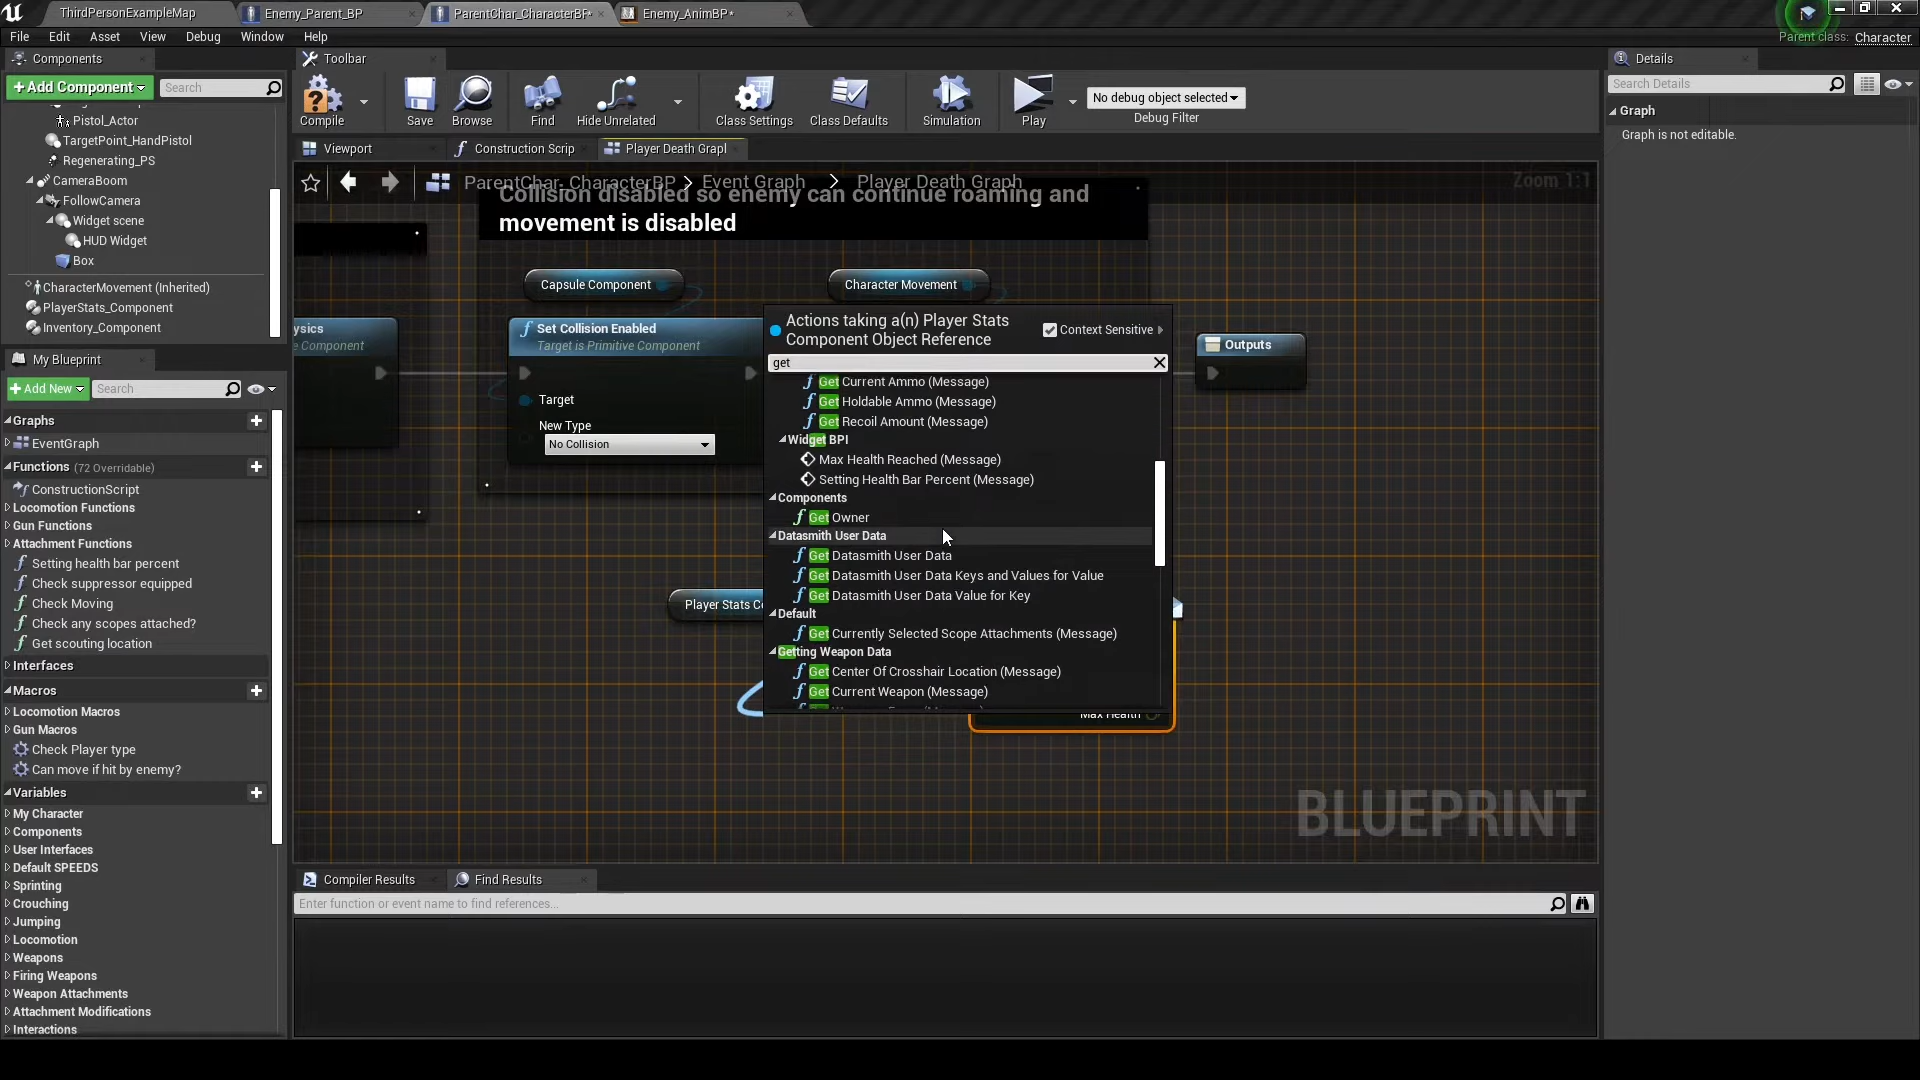 ThirdPersonExampleMap
Enemy_Parent_BP
ParentChar_CharacterBP*
Enemy_AnimBP*
File
Edit
Asset
View
Debug
Window
Help
Parent class: Character
Components
+Add Component
Search
Pistol_Actor
TargetPoint_HandPistol
Regenerating_PS
CameraBoom
FollowCamera
Widget scene
HUD Widget
Box
CharacterMovement (Inherited)
PlayerStats_Component
Inventory_Component
My Blueprint
+Add New
Search
Graphs
EventGraph
Functions (72 Overridable)
ConstructionScript
Locomotion Functions
Gun Functions
Attachment Functions
Setting health bar percent
Check suppressor equipped
Check Moving
Check any scopes attached?
Get scouting location
Interfaces
Macros
Locomotion Macros
Gun Macros
Check Player type
Can move if hit by enemy?
Variables
My Character
Components
User Interfaces
Default SPEEDS
Sprinting
Crouching
Jumping
Locomotion
Weapons
Firing Weapons
Weapon Attachments
Attachment Modifications
Interactions
Toolbar
Compile
Save
Browse
Find
Hide Unrelated
Class Settings
Class Defaults
Simulation
Play
No debug object selected
Debug Filter
Viewport
Construction Scrip
Player Death Grapl
ParentChar_CharacterBP > Event Graph > Player Death Graph
Zoom 1:1
Collision disabled so enemy can continue roaming and
movement is disabled
Capsule Component
Character Movement
ysics
e Component
Set Collision Enabled
Target is Primitive Component
Target
New Type
No Collision
Player Stats Co
Actions taking a(n) Player Stats
Component Object Reference
Context Sensitive
get
Get Current Ammo (Message)
Get Holdable Ammo (Message)
Get Recoil Amount (Message)
Widget BPI
Max Health Reached (Message)
Setting Health Bar Percent (Message)
Components
Get Owner
Datasmith User Data
Get Datasmith User Data
Get Datasmith User Data Keys and Values for Value
Get Datasmith User Data Value for Key
Default
Get Currently Selected Scope Attachments (Message)
Getting Weapon Data
Get Center Of Crosshair Location (Message)
Get Current Weapon (Message)
Max Health
Outputs
BLUEPRINT
Compiler Results
Find Results
Enter function or event name to find references...
Details
Search Details
Graph
Graph is not editable.